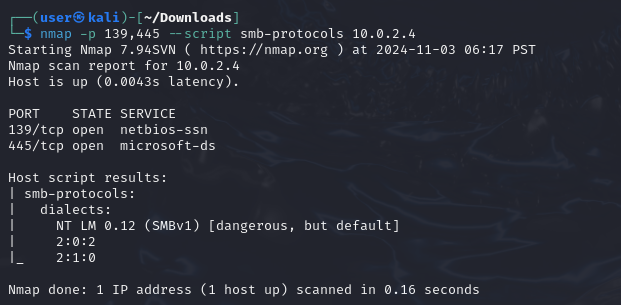 ┌──(user㉿kali)-[~/Downloads]
└─$ nmap -p 139,445 --script smb-protocols 10.0.2.4
Starting Nmap 7.94SVN ( https://nmap.org ) at 2024-11-03 06:17 PST
Nmap scan report for 10.0.2.4
Host is up (0.0043s latency).

PORT    STATE SERVICE
139/tcp open  netbios-ssn
445/tcp open  microsoft-ds

Host script results:
| smb-protocols:
|   dialects:
|     NT LM 0.12 (SMBv1) [dangerous, but default]
|     2:0:2
|_    2:1:0

Nmap done: 1 IP address (1 host up) scanned in 0.16 seconds